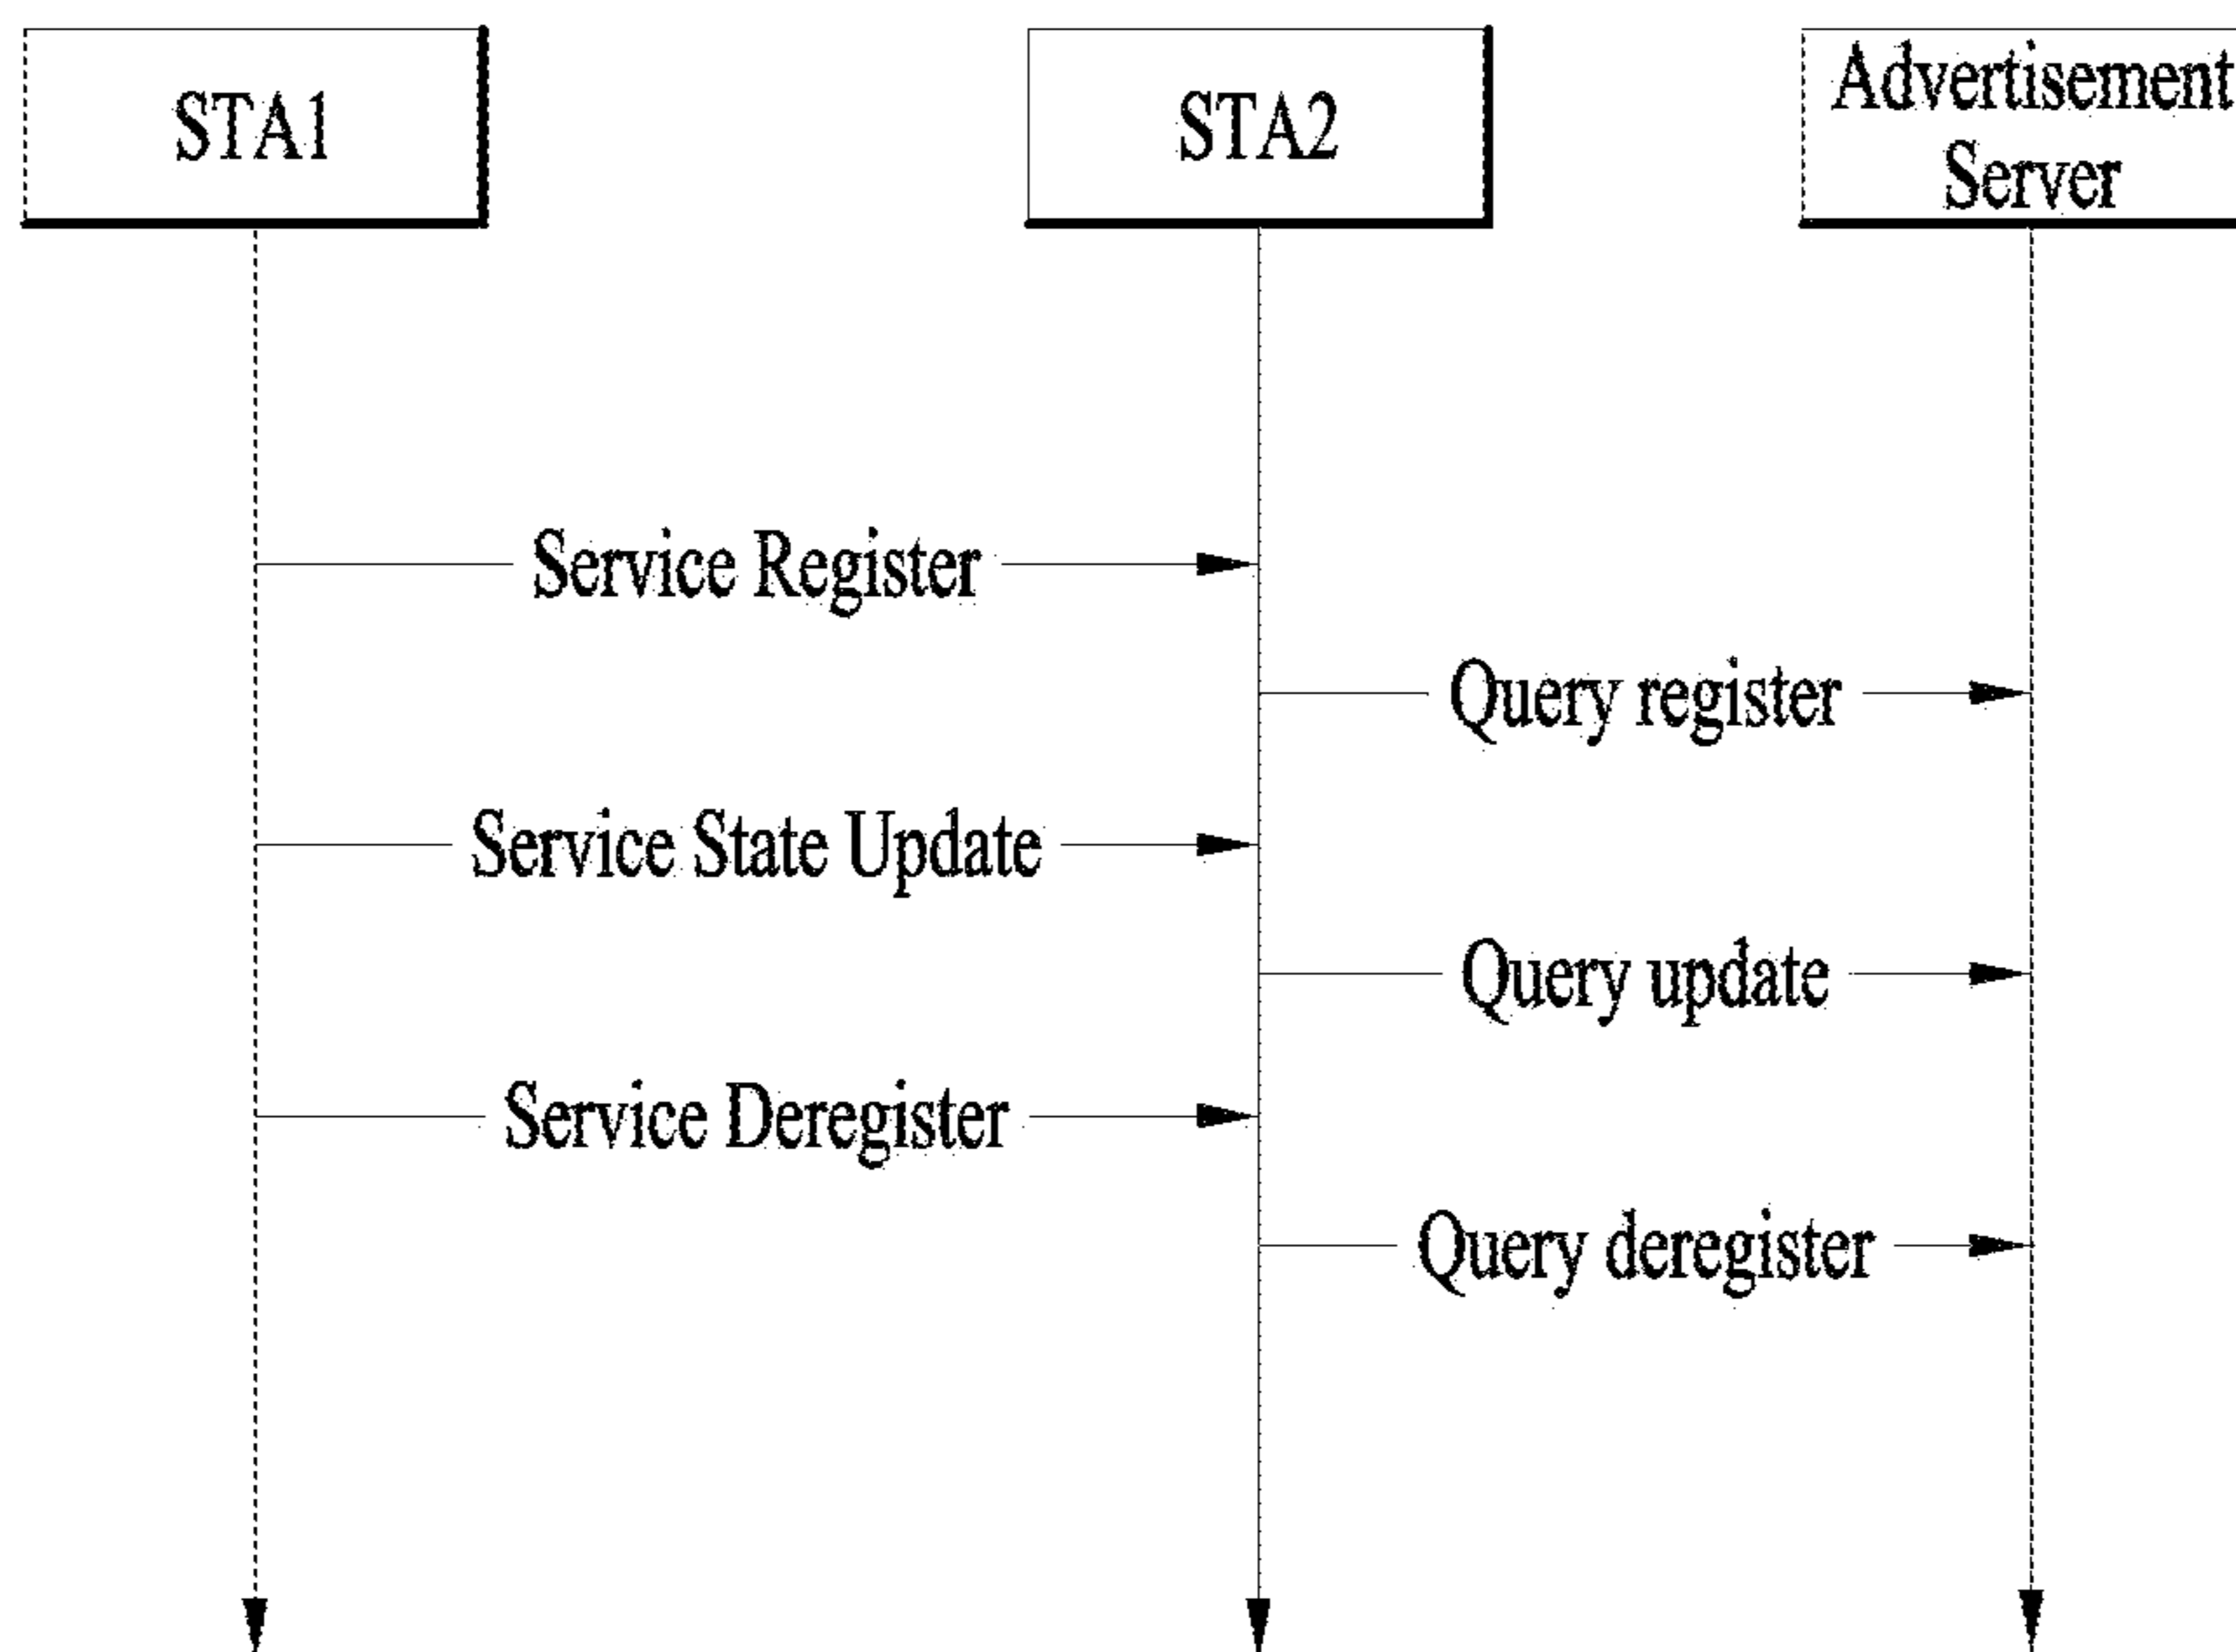 STA1
STA2
Advertisement
Server
Service Register
Query register
Service State Update
Query update
Service Deregister
Query deregister